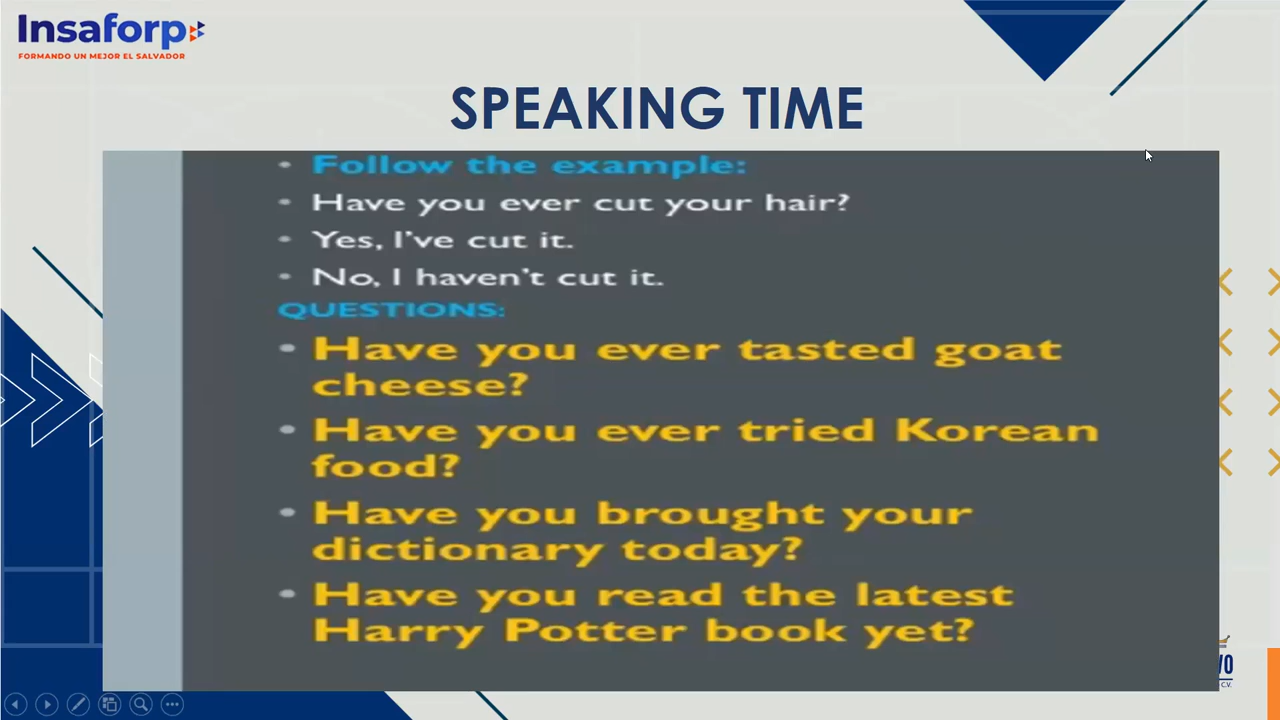 Insaforp
FORMANDO UN MEJOR EL SALVADOR
SPEAKING TIME
• Follow the example:
• Have you ever cut your hair?
• Yes, I've cut it.
• No, I haven't cut it.
QUESTIONS:
• Have you ever tasted goat
cheese?
• Have you ever tried Korean
food?
• Have you brought your
dictionary today?
• Have you read the latest
Harry Potter book yet?
C.V.